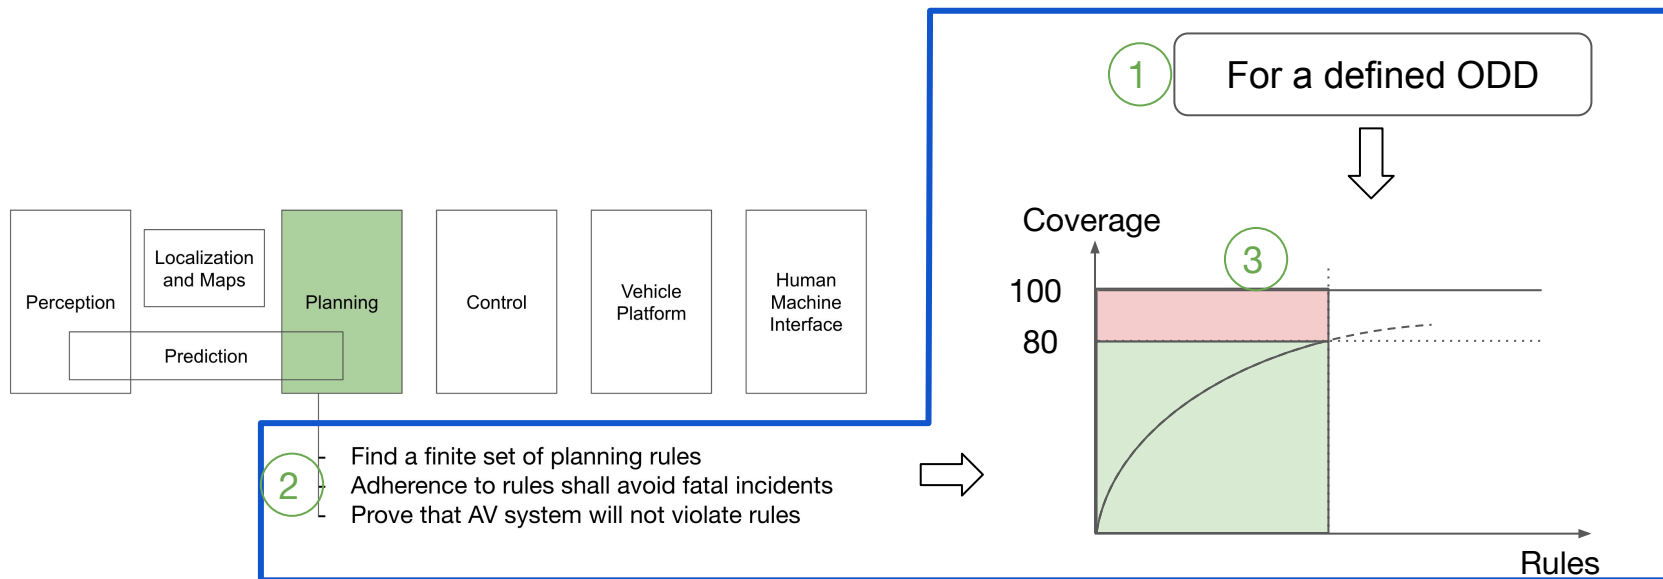 1
For a defined ODD
Perception
Localization
and Maps
Prediction
Planning
Control
Vehicle
Platform
Human
Machine
Interface
2
- Find a finite set of planning rules
- Adherence to rules shall avoid fatal incidents
- Prove that AV system will not violate rules
Coverage
3
100
80
Rules